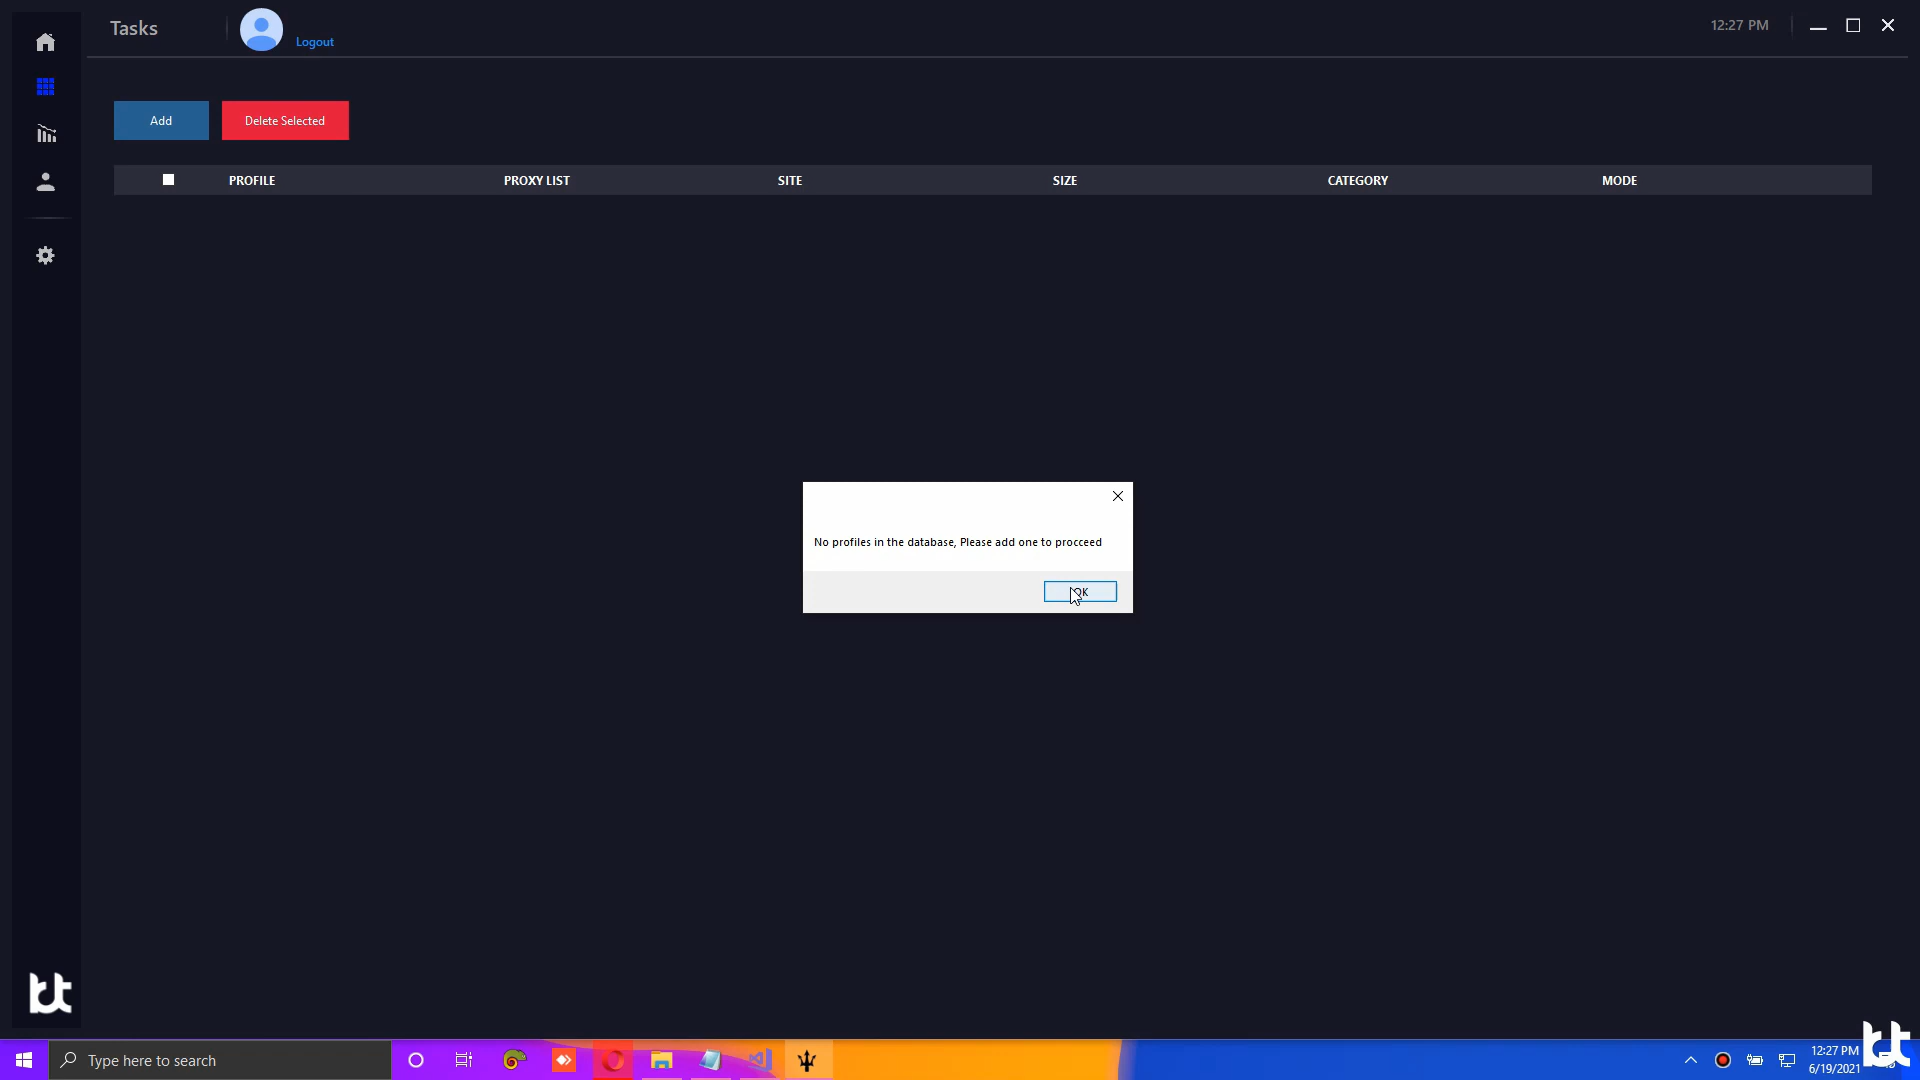 Tasks
Logout
12:27 PM
Add
Delete Selected
PROFILE PROXY LIST SITE SIZE CATEGORY MODE
No profiles in the database, Please add one to procceed
OK
Type here to search
12:27 PM
6/19/2021